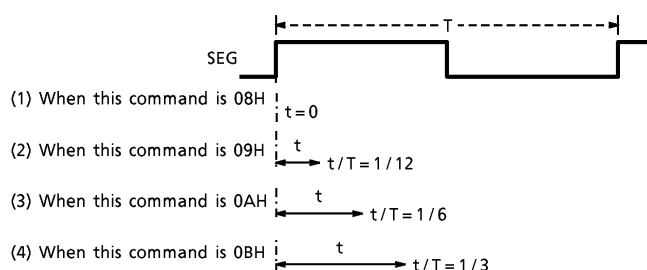 T
SEG
(1) When this command is 08H
t=0
(2) When this command is 09H
t
t/T=1/12
(3) When this command is 0AH
t
t/T=1/6
(4) When this command is 0BH
t
t/T=1/3